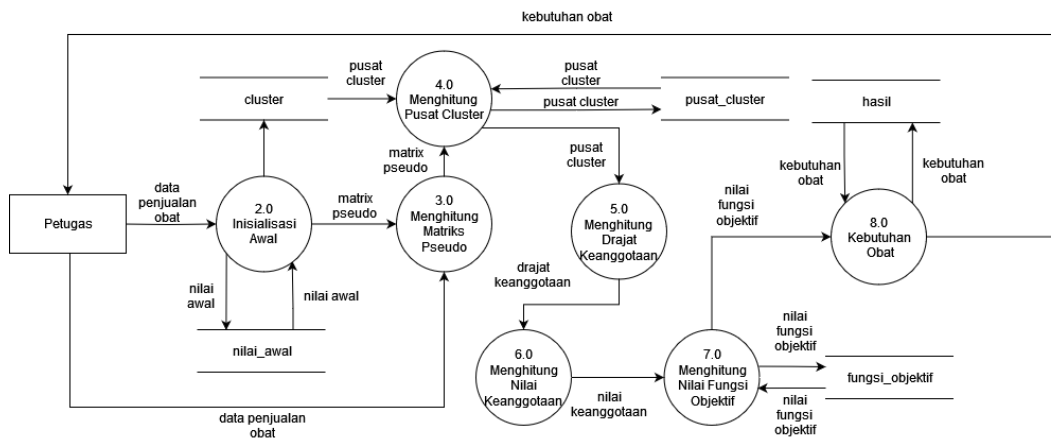 kebutuhan obat
pusat
cluster
cluster
4.0
Menghitung
Pusat Cluster
pusat
cluster
pusat cluster
pusat_cluster
hasil
matrix
pseudo
pusat
cluster
kebutuhan
obat
kebutuhan
obat
Petugas
data
penjualan
obat
2.0
Inisialisasi
Awal
matrix
pseudo
3.0
Menghitung
Matriks
Pseudo
5.0
Menghitung
Drajat
Keanggotaan
nilai
fungsi
objektif
8.0
Kebutuhan
Obat
nilai
awal
nilai awal
drajat
keanggotaan
nilai_awal
6.0
Menghitung
Nilai
Keanggotaan
nilai
keanggotaan
7.0
Menghitung
Nilai Fungsi
Objektif
nilai
fungsi
objektif
fungsi_objektif
nilai
fungsi
objektif
data penjualan
obat